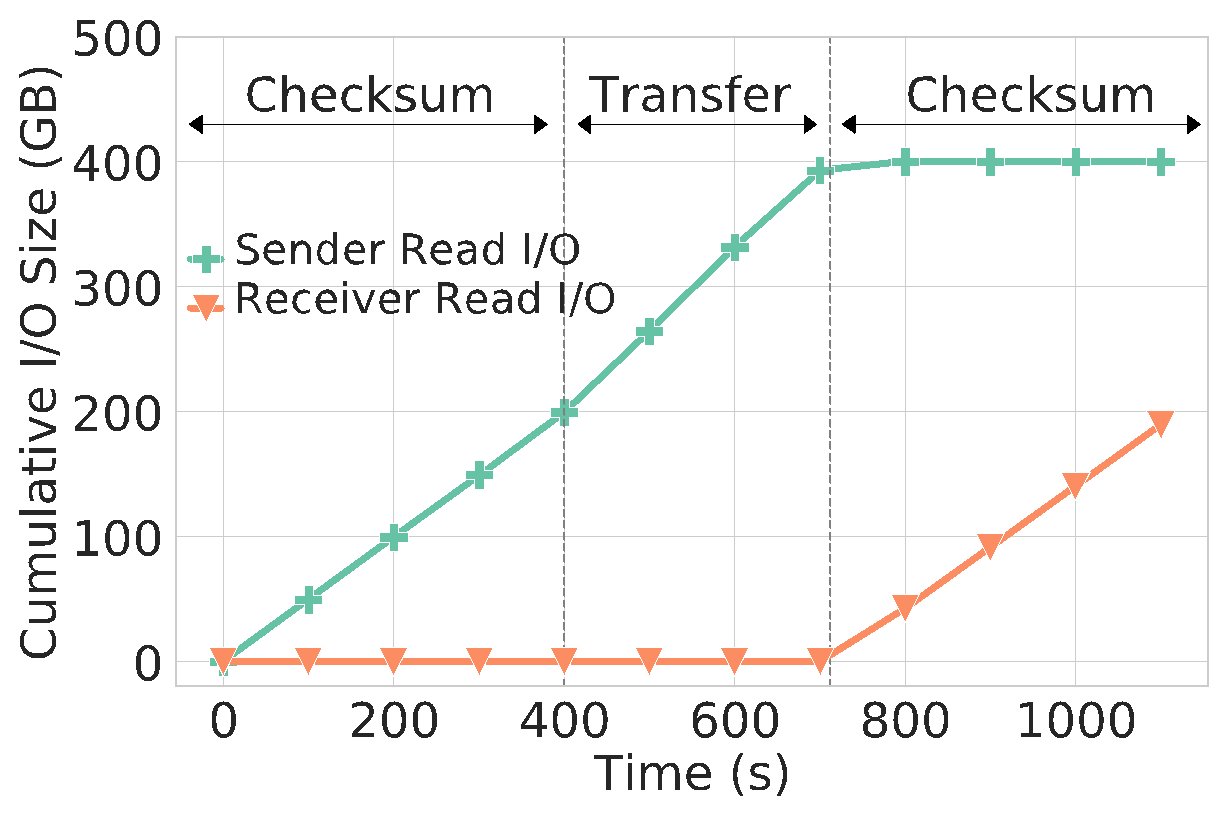 Cumulative I/O Size (GB)
500
400
300
200
100
0
Checksum
Transfer
Checksum
Sender Read I/O
Receiver Read I/O
0
200
400
600
800
1000
Time (s)